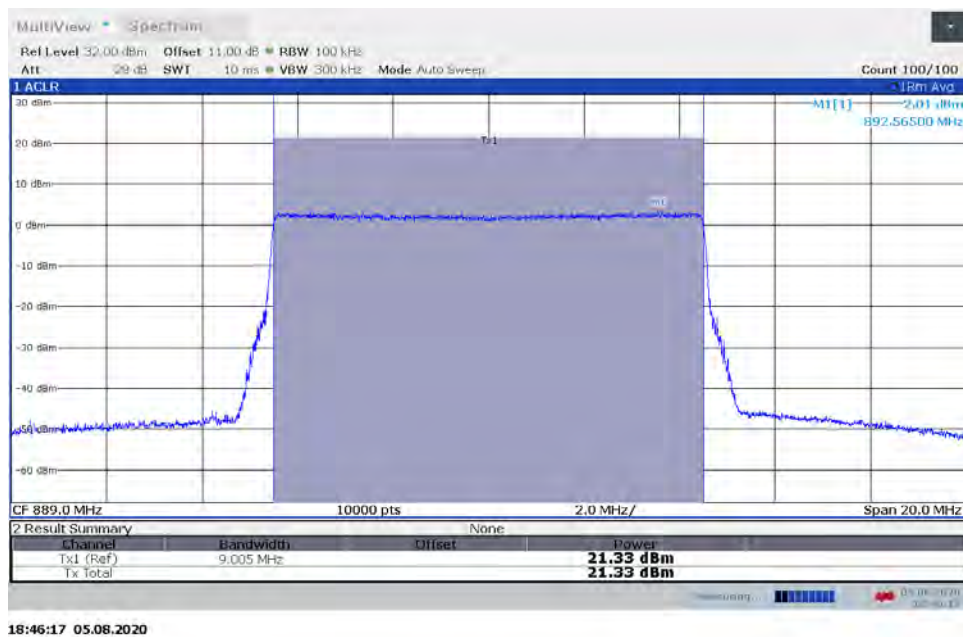 MultiView Spectrum
Ref Level 32.00 dBm Offset 11.00 dB RBW 100 kHz
Att 29 dB SWT 10 ms VBW 300 kHz Mode Auto Sweep Count 100/100
1 ACLR 1Rm Avg
30 dBm M1[1] 2.01 dBm
892.56500 MHz
20 dBm Tx1
10 dBm
M1
0 dBm
-10 dBm
-20 dBm
-30 dBm
-40 dBm
-50 dBm
-60 dBm
CF 889.0 MHz 10000 pts 2.0 MHz/ Span 20.0 MHz
2 Result Summary None
Channel Bandwidth Offset Power
Tx1 (Ref) 9.005 MHz 21.33 dBm
Tx Total 21.33 dBm
05.08.2020
18:46:17 05.08.2020